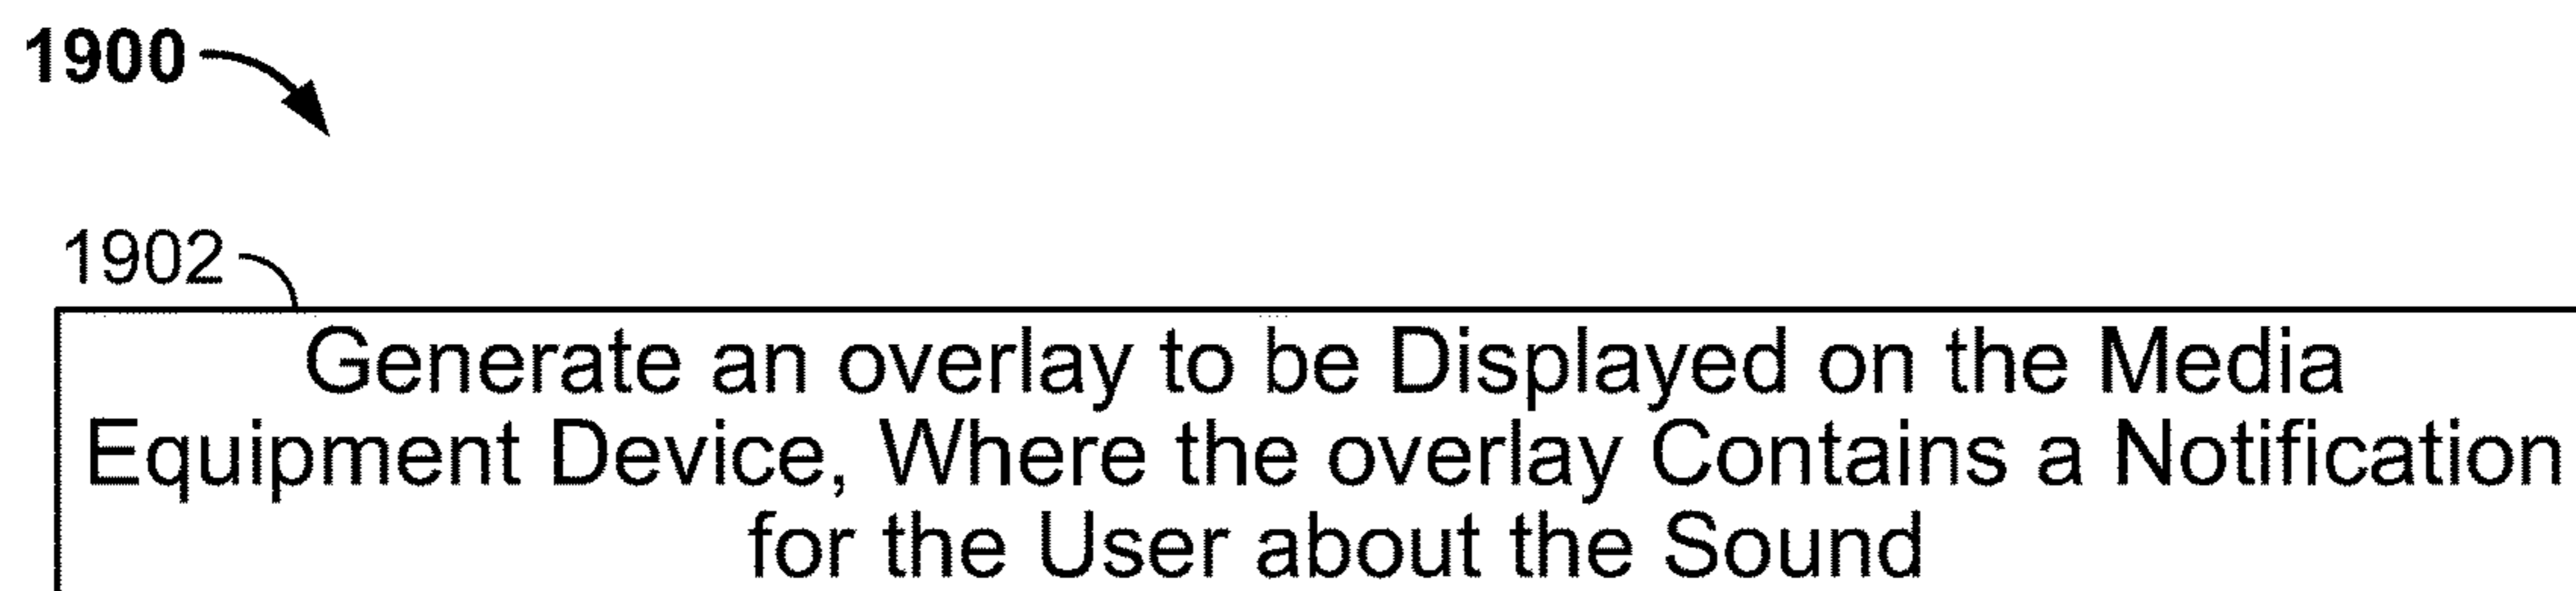 1900
1902
Generate an overlay to be Displayed on the Media
Equipment Device, Where the overlay Contains a Notification
for the User about the Sound